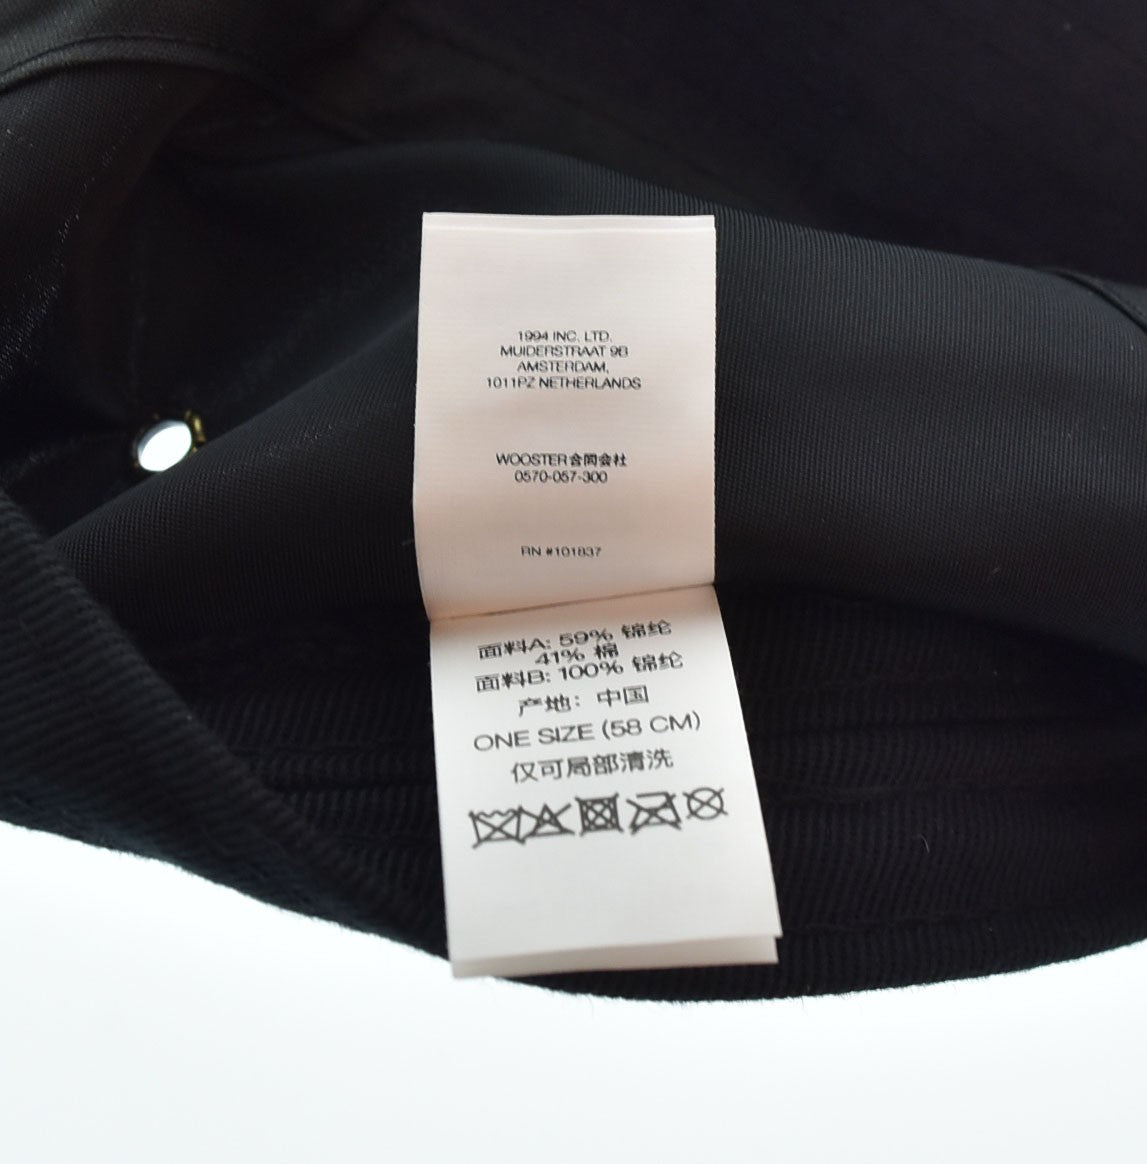 1994 INC. LTD.
MUIDERSTRAAT 9B
AMSTERDAM,
1011PZ NETHERLANDS
WOOSTER合同会社
0570-057-300
RN #101837
面料A: 59% 锦纶
41% 棉
面料B: 100% 锦纶
产地: 中国
ONE SIZE (58 CM)
仅可局部清洗